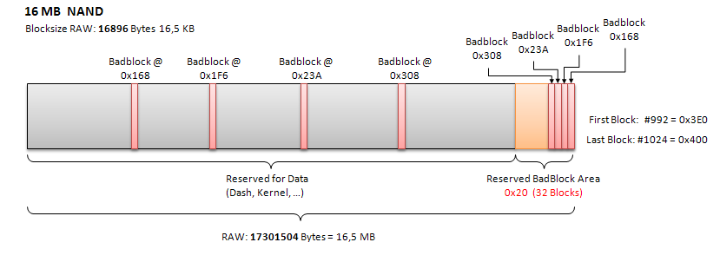 16 MB  NAND
Blocksize RAW: 16896 Bytes 16,5 KB
Badblock @
0x168
Badblock @
0x1F6
Badblock @
0x23A
Badblock @
0x308
Badblock
0x308
Badblock
0x23A
Badblock
0x1F6
Badblock
0x168
First Block:  #992 = 0x3E0
Last Block: #1024 = 0x400
Reserved for Data
(Dash, Kernel, ...)
Reserved BadBlock Area
0x20  (32 Blocks)
RAW: 17301504 Bytes = 16,5 MB